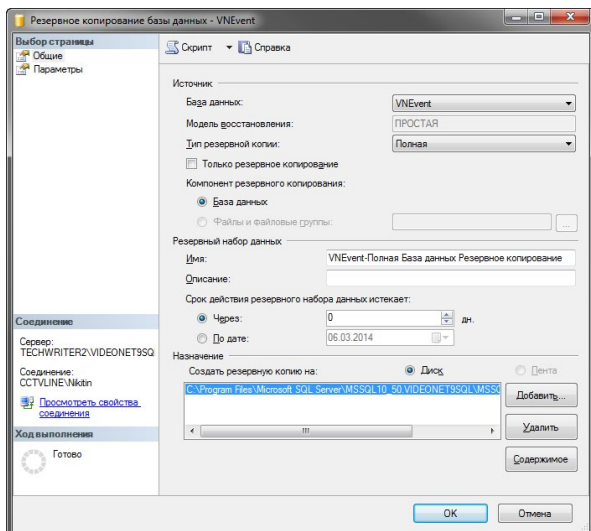 Резервное копирование базы данных - VNEvent
Выбор страницы
Общие
Параметры
Скрипт
Справка
Источник
База данных:
VNEvent
Модель восстановления:
ПРОСТАЯ
Тип резервной копии:
Полная
Только резервное копирование
Компонент резервного копирования:
База данных
Файлы и файловые группы:
...
Резервный набор данных
Имя:
VNEvent-Полная База данных Резервное копирование
Описание:
Срок действия резервного набора данных истекает:
Через:
0
дн.
По дате:
06.03.2014
Назначение
Создать резервную копию на:
Диск
Лента
C:\Program Files\Microsoft SQL Server\MSSQL10_50.VIDEONET9SQL\MSSQ
Добавить...
Удалить
Содержимое
Соединение
Сервер:
TECHWRITER2\VIDEONET9SQ
Соединение:
CCTVLINE\Nikitin
Просмотреть свойства
соединения
Ход выполнения
Готово
OK
Отмена